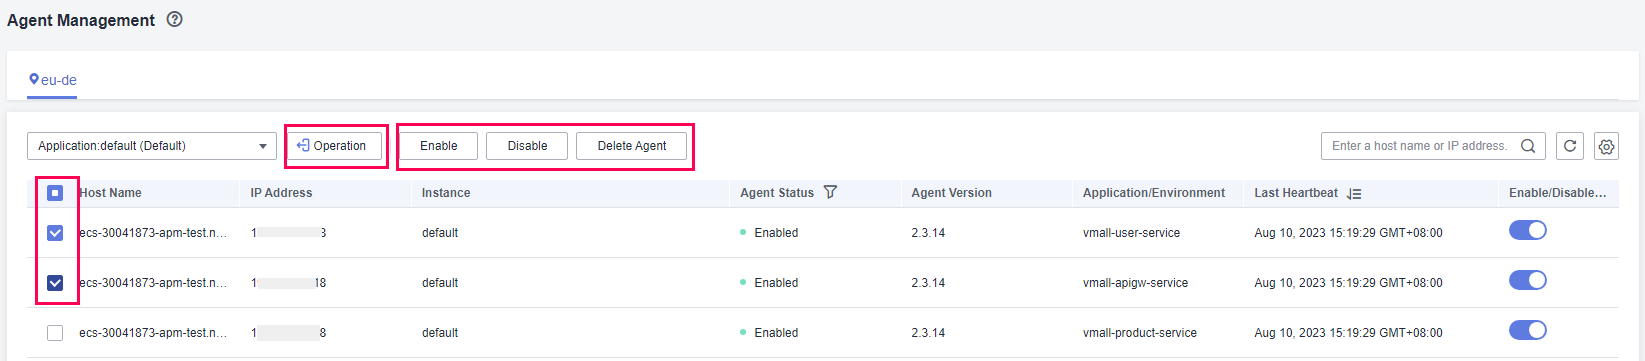 Agent Management
eu-de
Application:default (Default) Operation Enable Disable Delete Agent Enter a host name or IP address.
Host Name IP Address Instance Agent Status Agent Version Application/Environment Last Heartbeat Enable/Disable…
ecs-30041873-apm-test.n… 1 3 default Enabled 2.3.14 vmall-user-service Aug 10, 2023 15:19:29 GMT+08:00
ecs-30041873-apm-test.n… 1 18 default Enabled 2.3.14 vmall-apigw-service Aug 10, 2023 15:19:29 GMT+08:00
ecs-30041873-apm-test.n… 1 8 default Enabled 2.3.14 vmall-product-service Aug 10, 2023 15:19:29 GMT+08:00